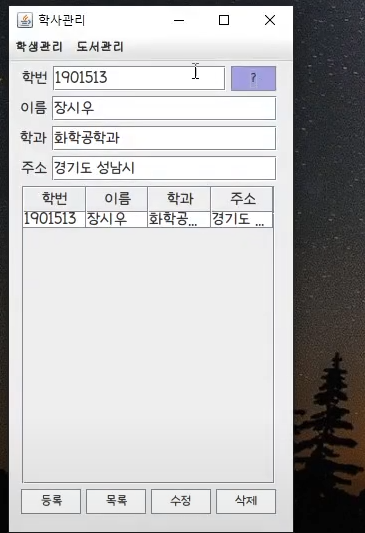 학사관리
학생관리 도서관리
학번 1901513 ?
이름 장시우
학과 화학공학과
주소 경기도 성남시
학번 이름 학과 주소
1901513 장시우 화학공... 경기도 ...
등록 목록 수정 삭제